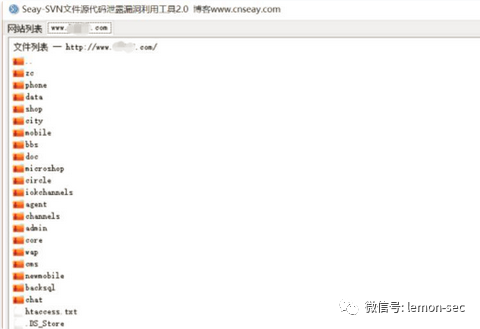 Seay-SVN文件源代码泄露漏洞利用工具2.0 博客www.cnseay.com
网站列表 www. .com
文件列表 — http://www. .com/
..
rc
phone
data
shop
city
mobile
bbs
doc
microshop
circle
iokchannels
agent
channels
admin
core
wap
cms
newmobile
backsql
chat
htaccess.txt
.DS_Store
微信号: lemon-sec